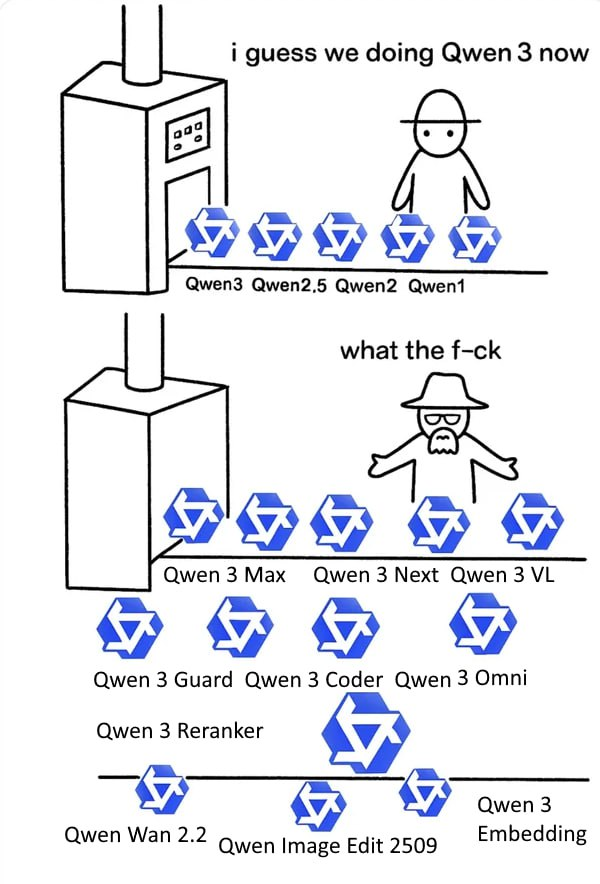 i guess we doing Qwen 3 now
Qwen3 Qwen2,5 Qwen2 Qwen1
what the f-ck
Qwen 3 Max Qwen 3 Next Qwen 3 VL
Qwen 3 Guard Qwen 3 Coder Qwen 3 Omni
Qwen 3 Reranker
Qwen Wan 2.2 Qwen Image Edit 2509 Qwen 3
Embedding